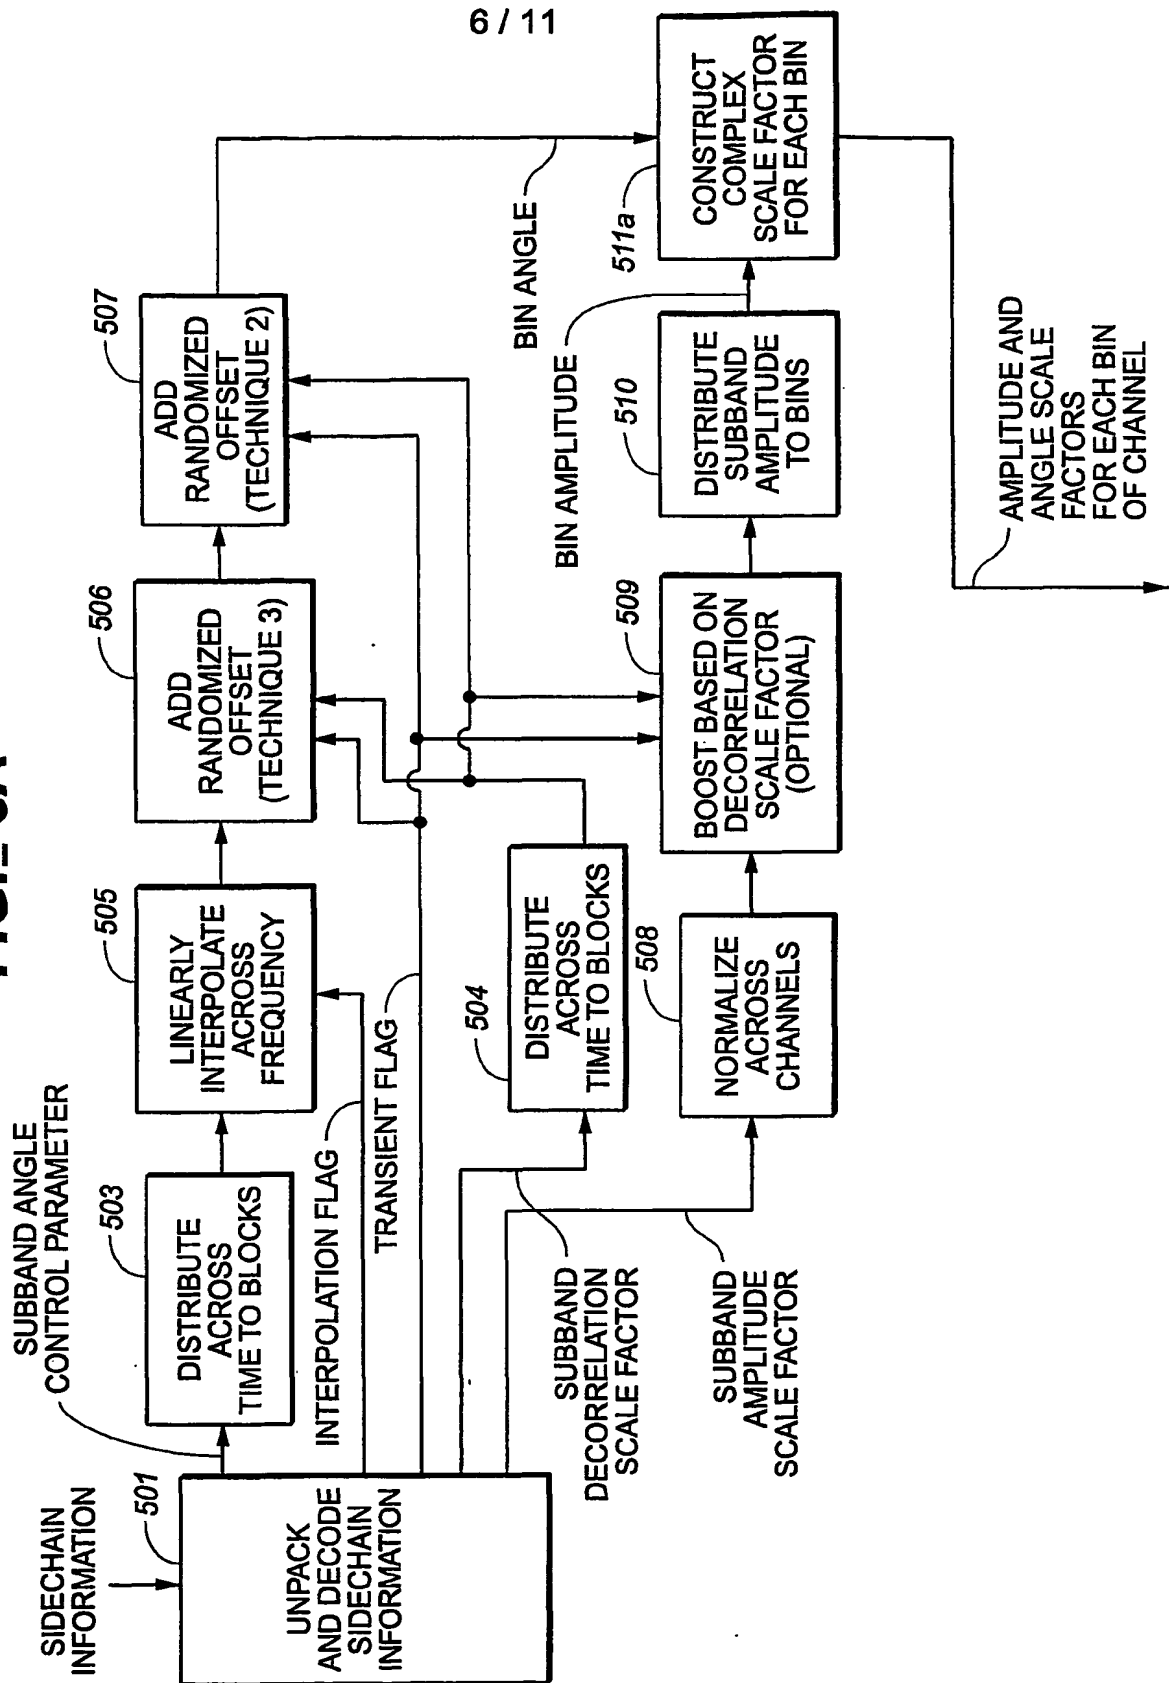 6 / 11
SIDECHAIN
INFORMATION
501
UNPACK
AND DECODE
SIDECHAIN
INFORMATION
SUBBAND ANGLE
CONTROL PARAMETER
503
DISTRIBUTE
ACROSS
TIME TO BLOCKS
505
LINEARLY
INTERPOLATE
ACROSS
FREQUENCY
506
ADD
RANDOMIZED
OFFSET
(TECHNIQUE 3)
507
ADD
RANDOMIZED
OFFSET
(TECHNIQUE 2)
INTERPOLATION FLAG
TRANSIENT FLAG
SUBBAND
DECORRELATION
SCALE FACTOR
504
DISTRIBUTE
ACROSS
TIME TO BLOCKS
SUBBAND
AMPLITUDE
SCALE FACTOR
508
NORMALIZE
ACROSS
CHANNELS
509
BOOST BASED ON
DECORRELATION
SCALE FACTOR
(OPTIONAL)
510
DISTRIBUTE
SUBBAND
AMPLITUDE
TO BINS
BIN AMPLITUDE
BIN ANGLE
511a
CONSTRUCT
COMPLEX
SCALE FACTOR
FOR EACH BIN
AMPLITUDE AND
ANGLE SCALE
FACTORS
FOR EACH BIN
OF CHANNEL